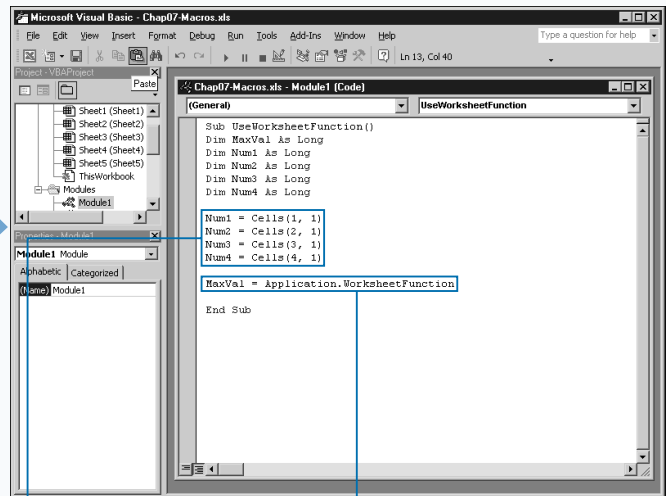 Microsoft Visual Basic - Chap07-Macros.xls
File Edit View Insert Format Debug Run Tools Add-Ins Window Help
Type a question for help
Ln 13, Col 40
Project - VBAProject
Paste
Sheet1 (Sheet1)
Sheet2 (Sheet2)
Sheet3 (Sheet3)
Sheet4 (Sheet4)
Sheet5 (Sheet5)
ThisWorkbook
Modules
Module1
Properties - Module1
Module1 Module
Alphabetic Categorized
(Name) Module1
Chap07-Macros.xls - Module1 (Code)
(General) UseWorksheetFunction
Sub UseWorksheetFunction()
Dim MaxVal As Long
Dim Num1 As Long
Dim Num2 As Long
Dim Num3 As Long
Dim Num4 As Long
Num1 = Cells(1, 1)
Num2 = Cells(2, 1)
Num3 = Cells(3, 1)
Num4 = Cells(4, 1)
MaxVal = Application.WorksheetFunction
End Sub